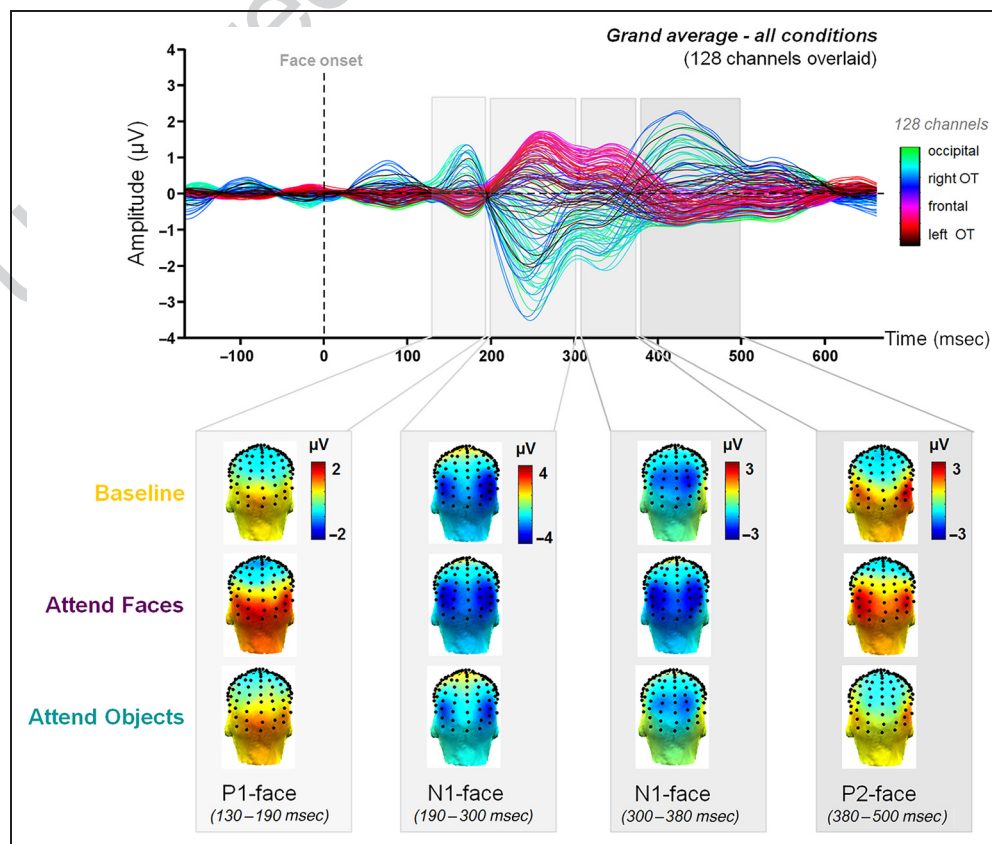 Grand average - all conditions
(128 channels overlaid)
Face onset
4
3
2
1
0
-1
-2
-3
-4
Amplitude (µV)
-100
0
100
200
300
400
500
600
Time (msec)
128 channels
occipital
right OT
frontal
left OT
µV
2
−2
µV
4
−4
µV
3
−3
µV
3
−3
Baseline
Attend Faces
Attend Objects
P1-face
(130–190 msec)
N1-face
(190–300 msec)
N1-face
(300–380 msec)
P2-face
(380–500 msec)